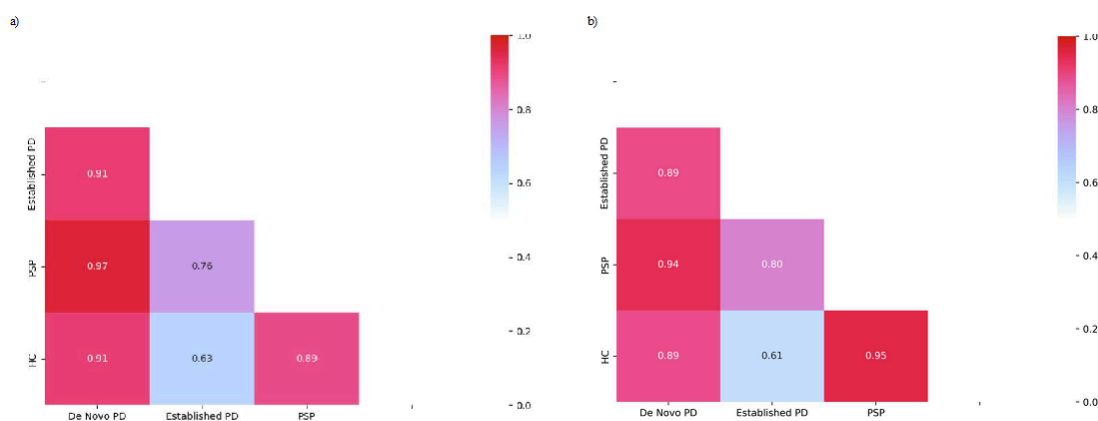 a)
1.0
0.8
0.6
0.4
0.2
0.0
Established PD
0.91
PSP
0.97 0.76
HC
0.91 0.63 0.89
De Novo PD Established PD PSP
b)
1.0
0.8
0.6
0.4
0.2
0.0
Established PD
0.89
PSP
0.94 0.80
HC
0.89 0.61 0.95
De Novo PD Established PD PSP